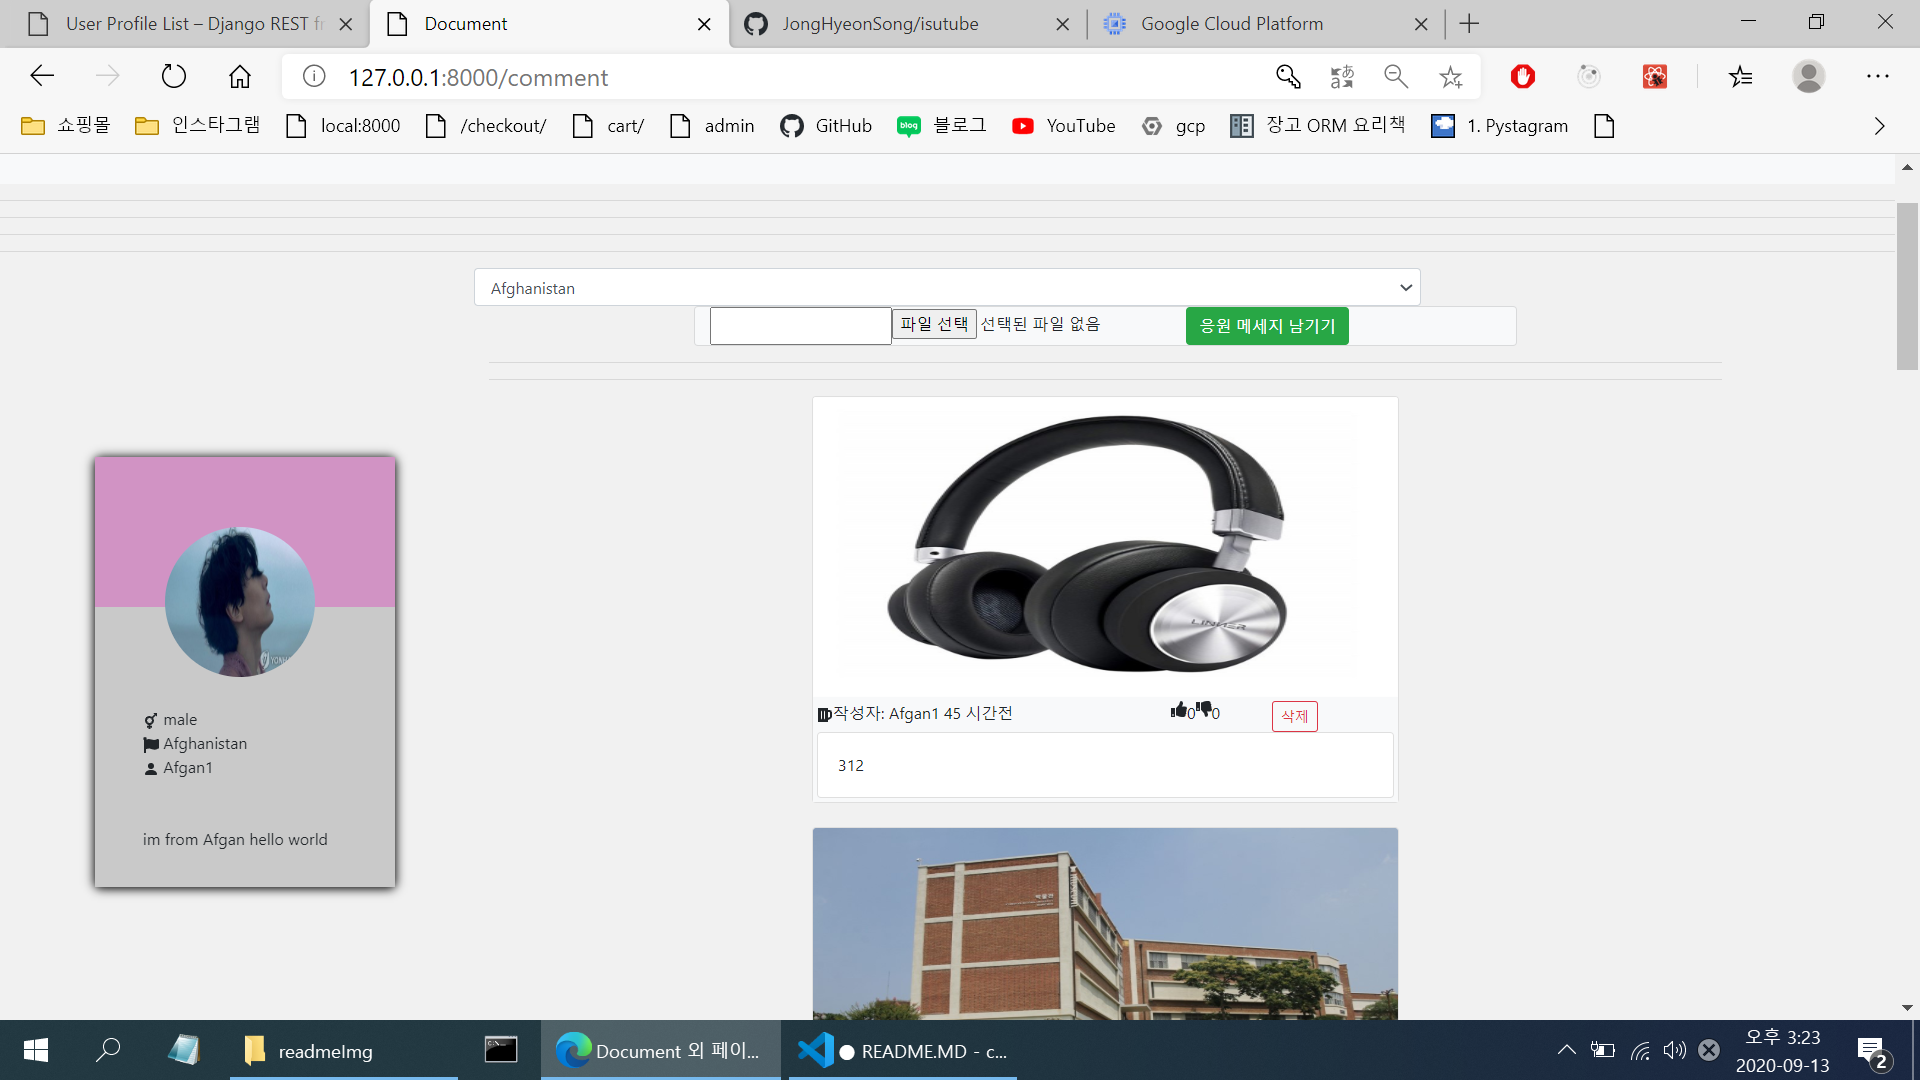 User Profile List – Django REST fr
Document
JongHyeonSong/isutube
Google Cloud Platform
127.0.0.1:8000/comment
쇼핑몰
인스타그램
local:8000
/checkout/
cart/
admin
GitHub
blog
블로그
YouTube
gcp
장고 ORM 요리책
1. Pystagram
Afghanistan
파일 선택 선택된 파일 없음
응원 메세지 남기기
LINNER
male
Afghanistan
Afgan1
im from Afgan hello world
작성자: Afgan1 45 시간전
0
0
삭제
312
박물관
readmeImg
Document 외 페이...
● README.MD - c...
오후 3:23
2020-09-13
2